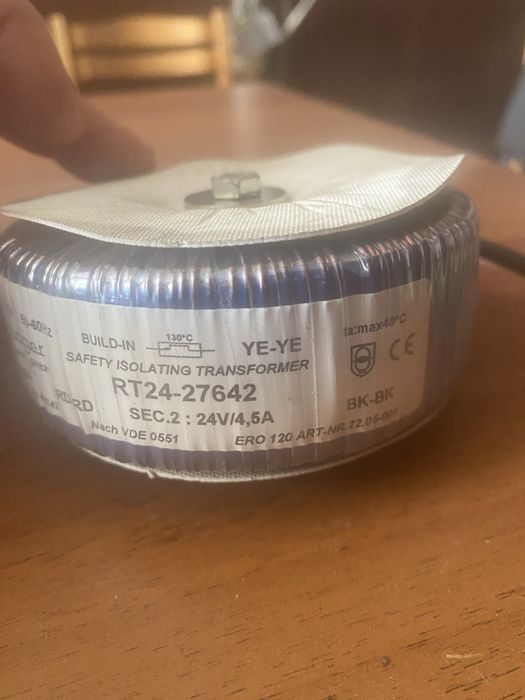 50-60Hz
BUILD-IN 130°C YE-YE
ta:max40°C
SAFETY ISOLATING TRANSFORMER
CE
RT24-27642
RD-RD
SEC.2 : 24V/4,5A
BK-BK
Nach VDE 0551
ERO 120 ART-NR.22.05-001